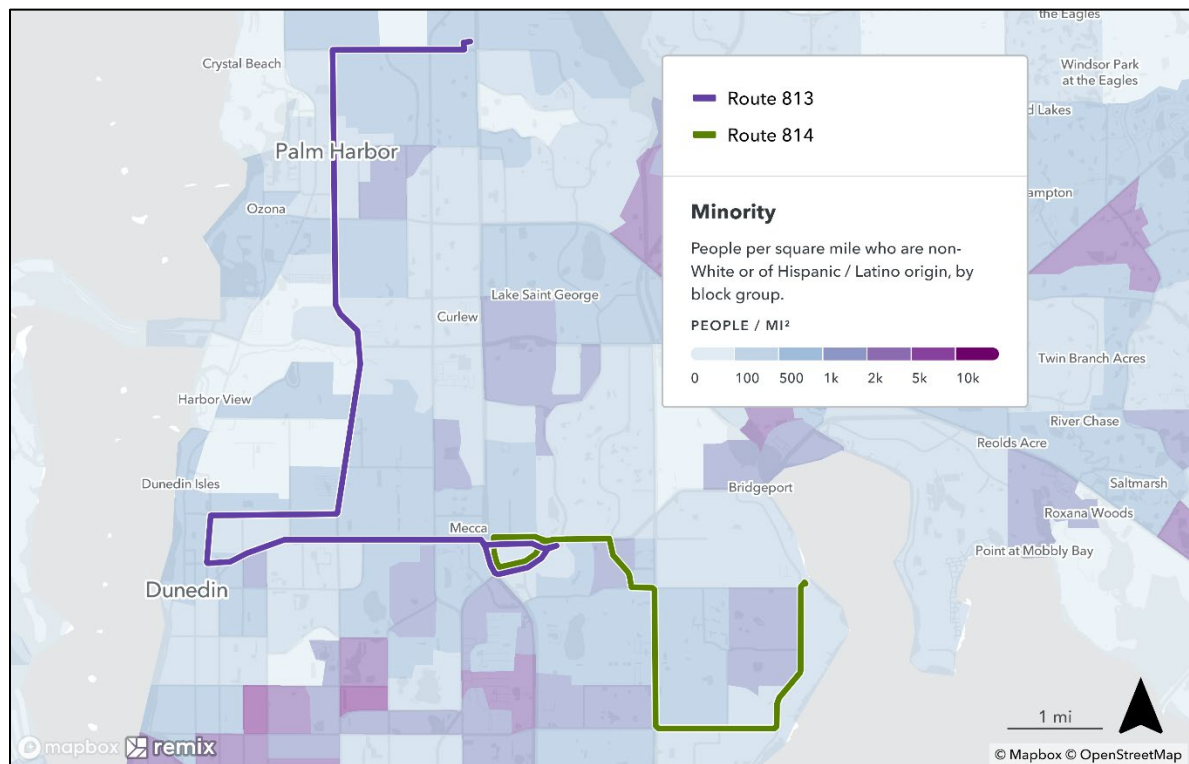 the Eagles
Crystal Beach
Windsor Park
at the Eagles
Route 813
Route 814
d Lakes
Palm Harbor
ampton
Ozona
Minority
People per square mile who are non-
White or of Hispanic / Latino origin, by
block group.
PEOPLE / MI²
0 100 500 1k 2k 5k 10k
Lake Saint George
Curlew
Twin Branch Acres
Harbor View
River Chase
Reolds Acre
Dunedin Isles
Bridgeport
Saltmarsh
Roxana Woods
Mecca
Point at Mobbly Bay
Dunedin
1 mi
mapbox remix
© Mapbox © OpenStreetMap